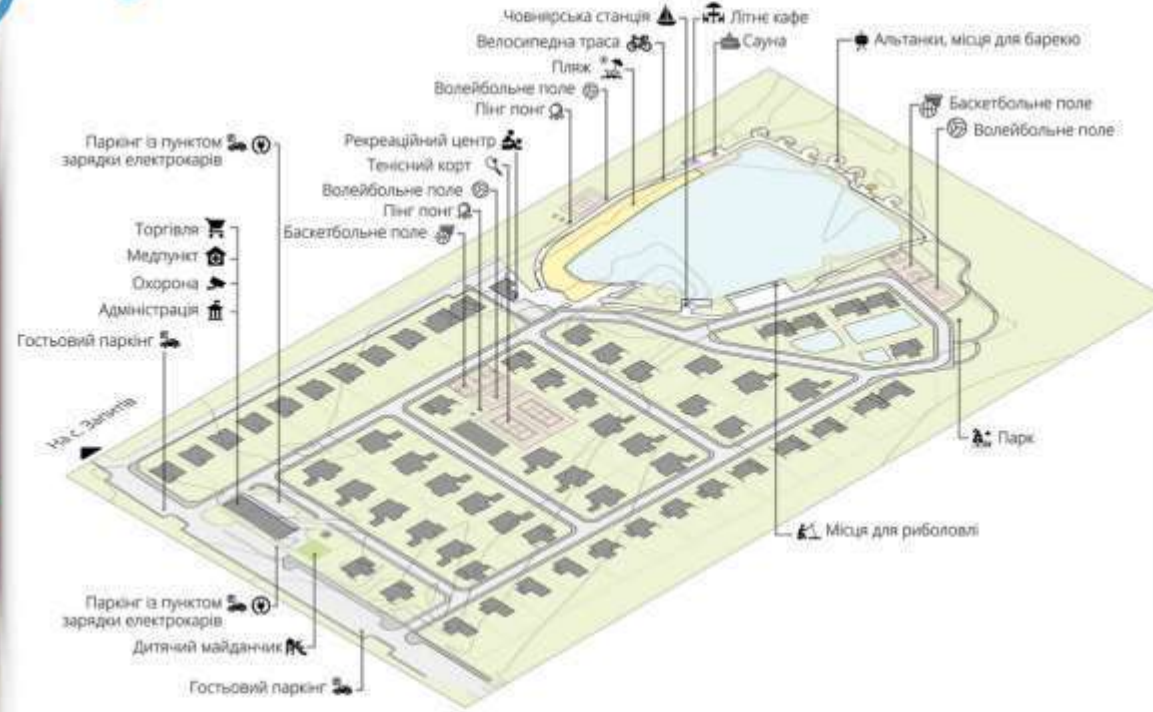 Човнярська станція
Літнє кафе
Велосипедна траса
Сауна
Альтанки, місця для барекю
Пляж
Волейбольне поле
Пінг понг
Баскетбольне поле
Волейбольне поле
Паркінг із пунктом
зарядки електрокарів
Рекреаційний центр
Тенісний корт
Волейбольне поле
Пінг понг
Баскетбольне поле
Торгівля
Медпункт
Охорона
Адміністрація
Гостьовий паркінг
На с. Запитів
Парк
Місця для риболовлі
Паркінг із пунктом
зарядки електрокарів
Дитячий майданчик
Гостьовий паркінг